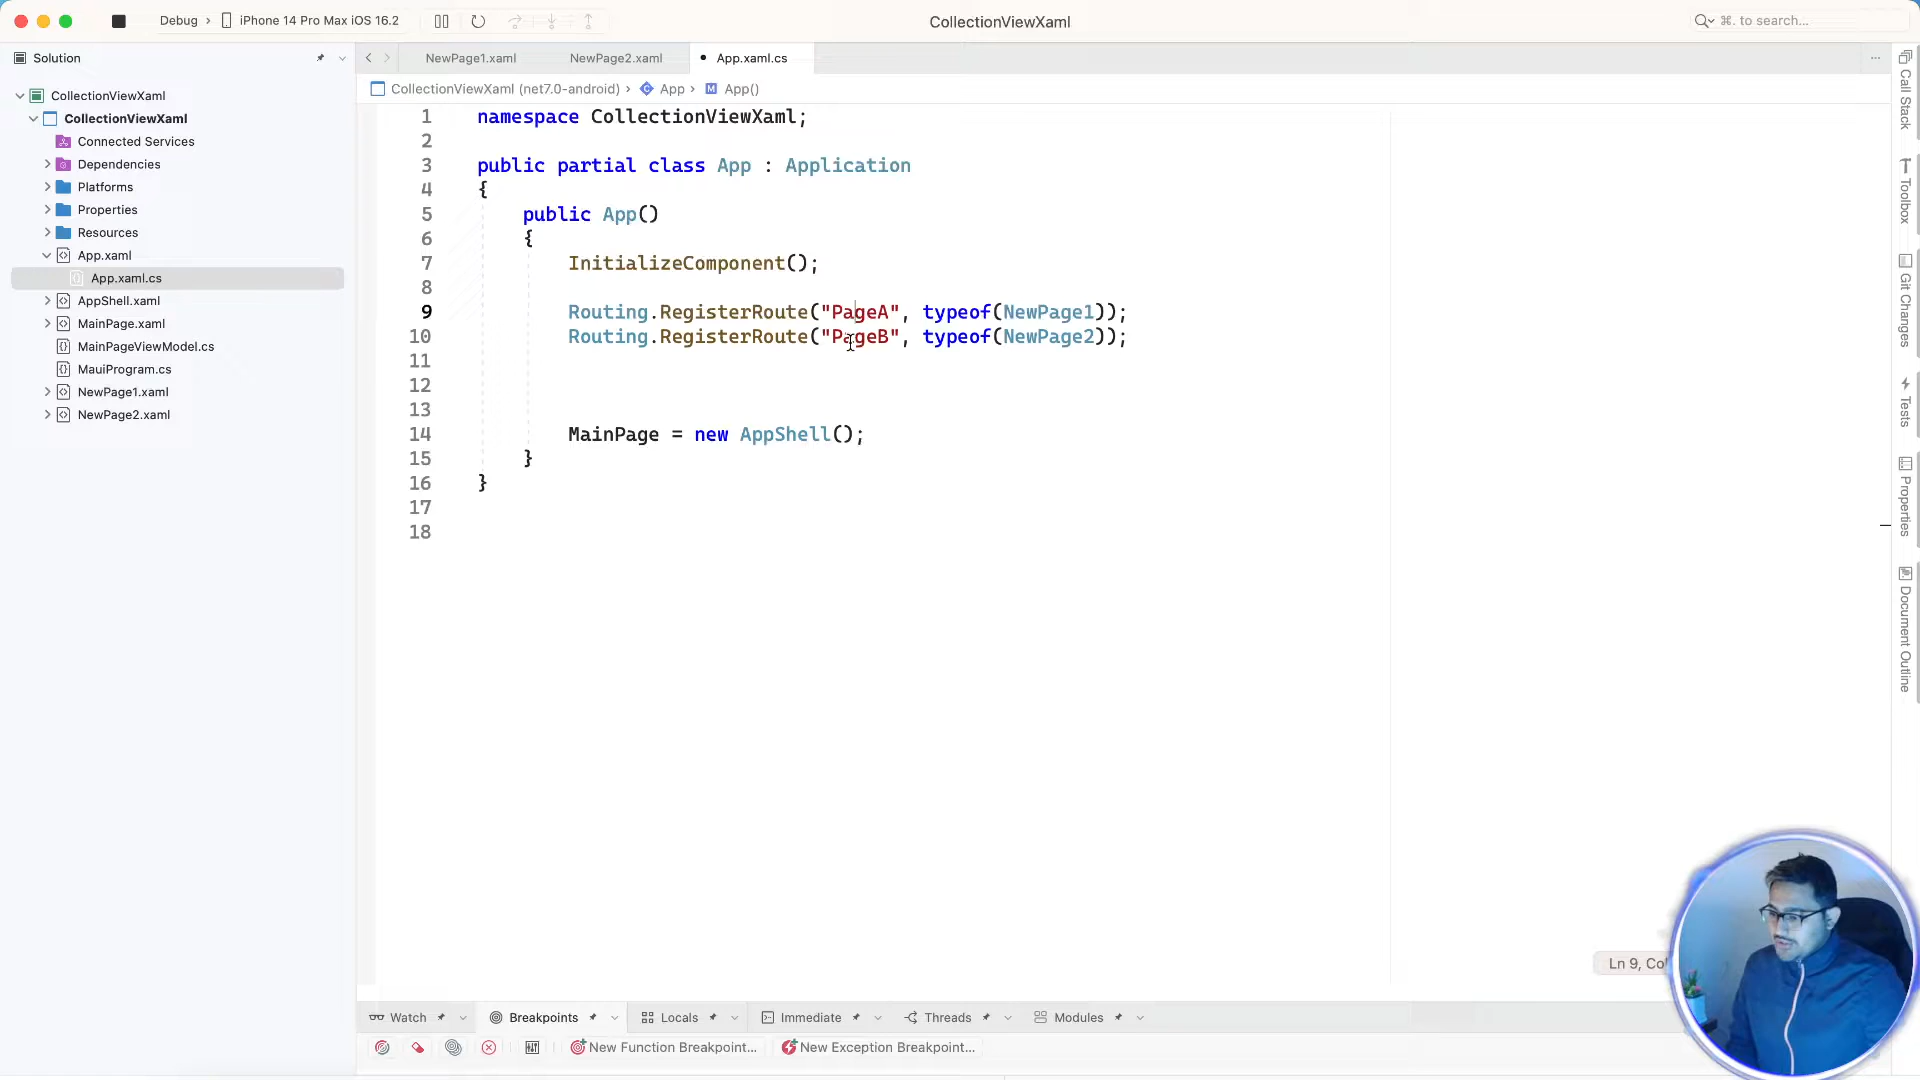 Debug › iPhone 14 Pro Max iOS 16.2
CollectionViewXaml
⌘. to search...
Solution
CollectionViewXaml
CollectionViewXaml
Connected Services
Dependencies
Platforms
Properties
Resources
App.xaml
App.xaml.cs
AppShell.xaml
MainPage.xaml
MainPageViewModel.cs
MauiProgram.cs
NewPage1.xaml
NewPage2.xaml
NewPage1.xaml
NewPage2.xaml
App.xaml.cs
CollectionViewXaml (net7.0-android) › App › App()
1 namespace CollectionViewXaml;
2
3 public partial class App : Application
4 {
5 public App()
6 {
7 InitializeComponent();
8
9 Routing.RegisterRoute("PageA", typeof(NewPage1));
10 Routing.RegisterRoute("PageB", typeof(NewPage2));
11
12
13
14 MainPage = new AppShell();
15 }
16 }
17
18
Call Stack
Toolbox
Git Changes
Tests
Properties
Document Outline
Ln 9, Co
Watch
Breakpoints
Locals
Immediate
Threads
Modules
New Function Breakpoint...
New Exception Breakpoint...